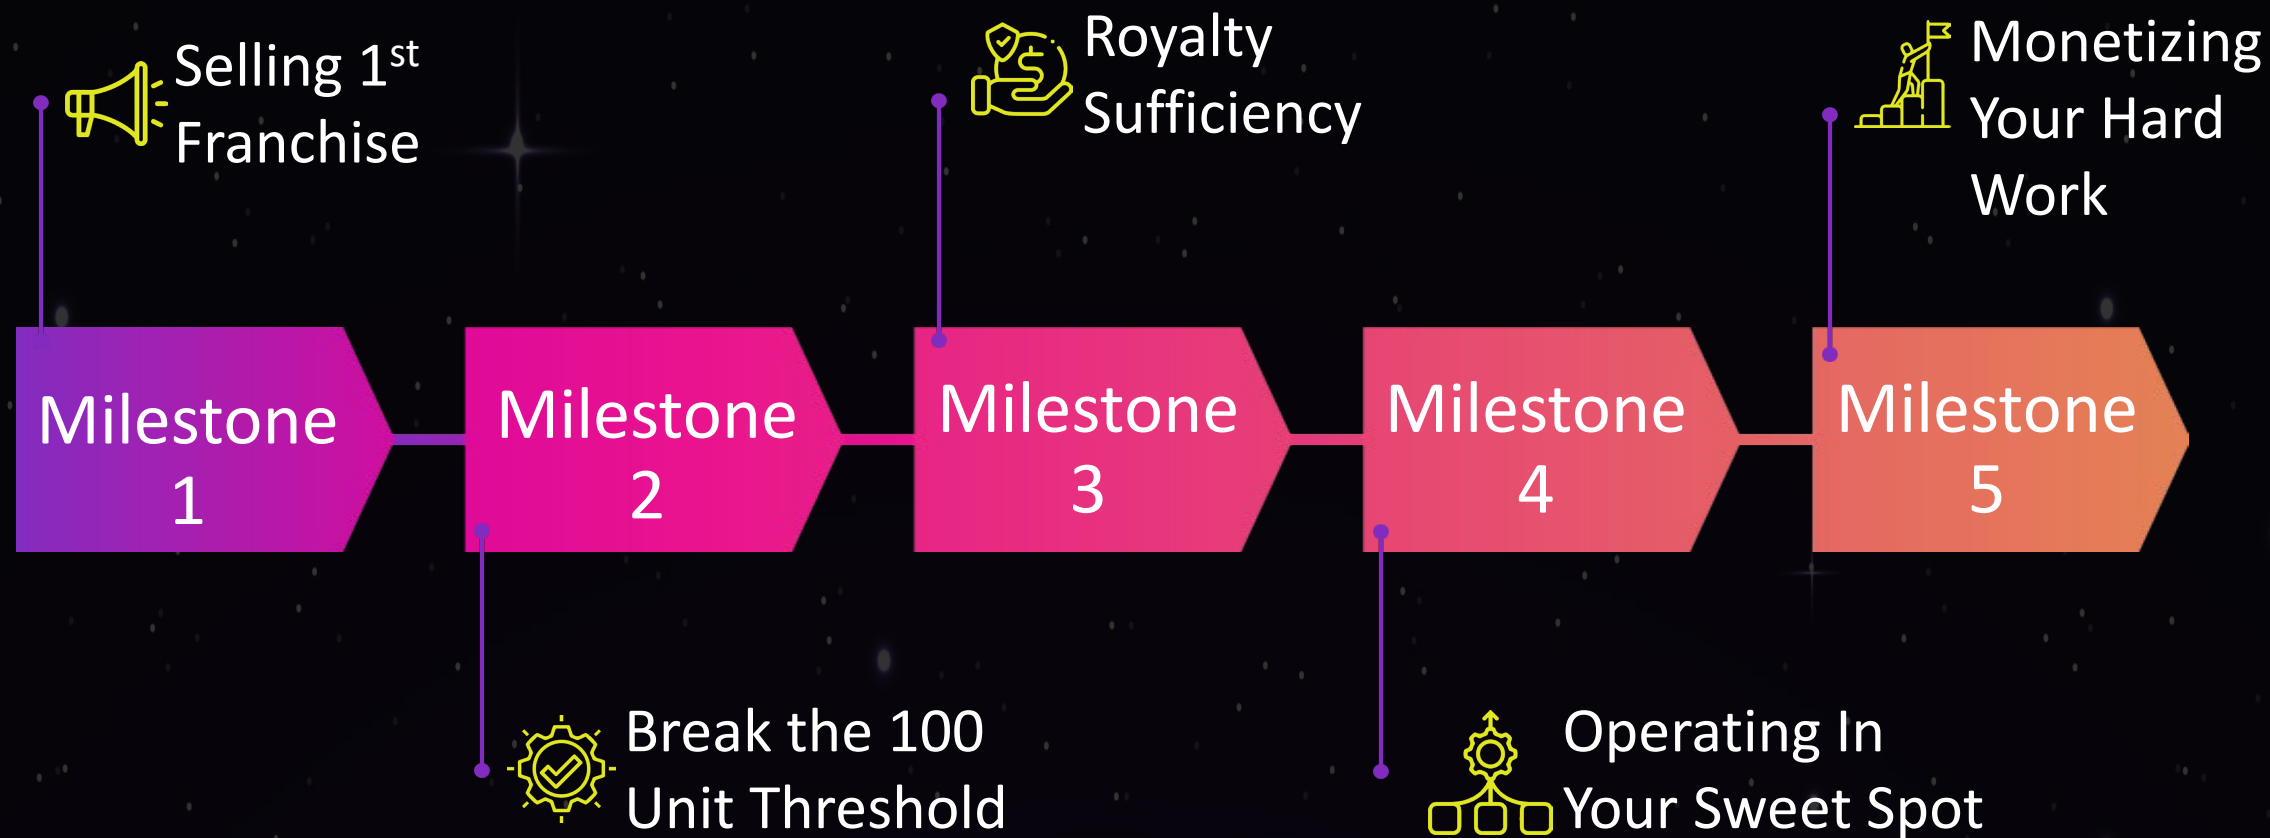 Selling 1st
Franchise
Royalty
Sufficiency
Monetizing
Your Hard
Work
Milestone
1
Milestone
2
Milestone
3
Milestone
4
Milestone
5
Break the 100
Unit Threshold
Operating In
Your Sweet Spot